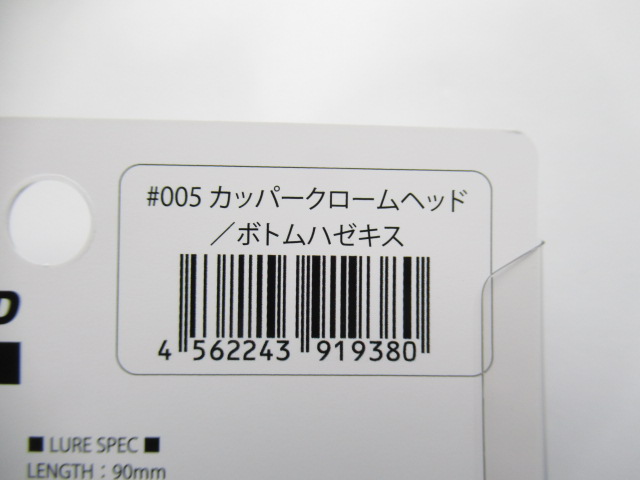 #005 カッパークロームヘッド
／ボトムハゼキス
4 562243 919380
D
■ LURE SPEC ■
LENGTH : 90mm